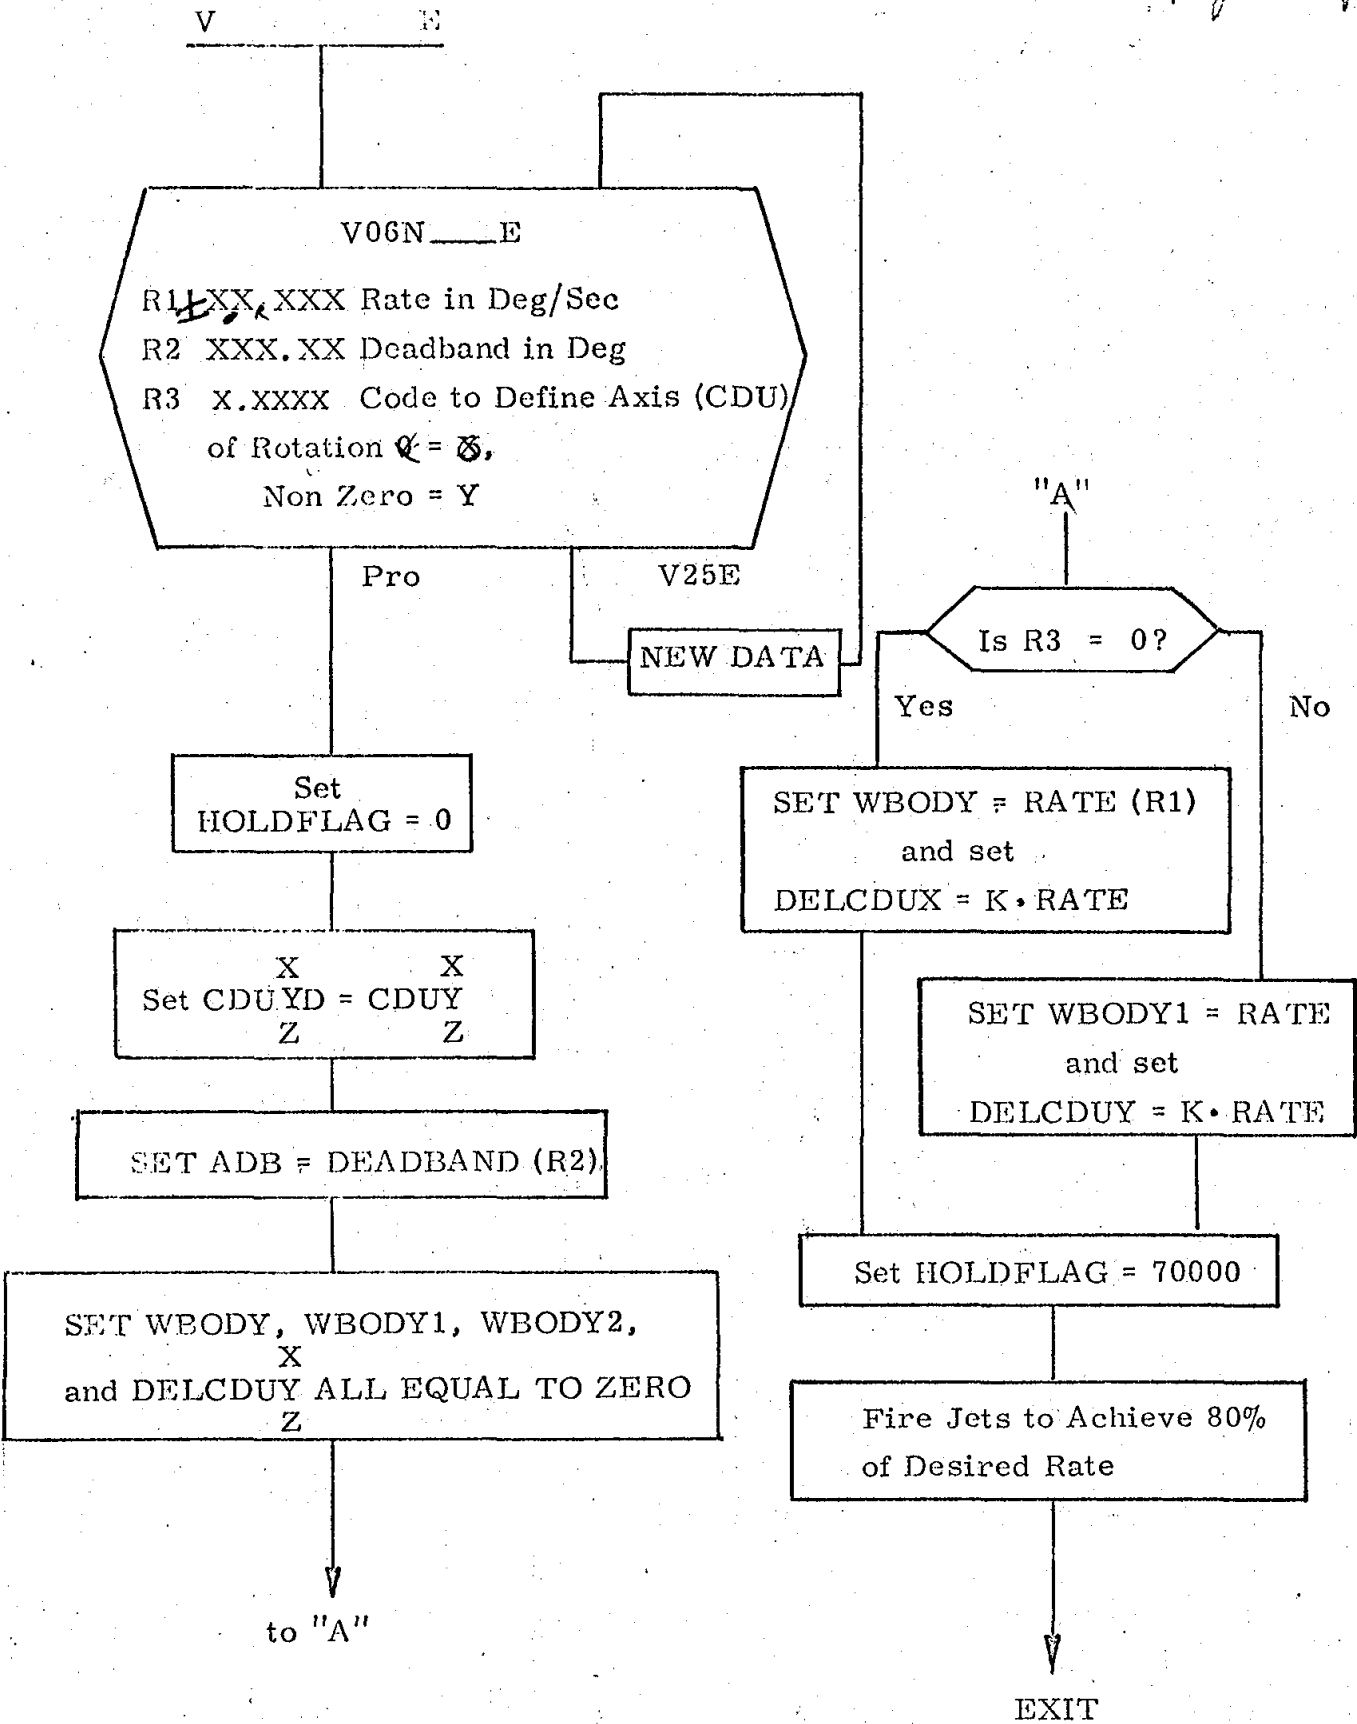 V E
V06N____E
R1 ±XX.XXX Rate in Deg/Sec
R2 XXX.XX Deadband in Deg
R3 X.XXXX Code to Define Axis (CDU)
of Rotation =
Non Zero = Y
Pro
V25E
NEW DATA
Set
HOLDFLAG = 0
X X
Set CDUYD = CDUY
Z Z
SET ADB = DEADBAND (R2)
SET WBODY, WBODY1, WBODY2,
X
and DELCDUY ALL EQUAL TO ZERO
Z
to "A"
"A"
Is R3 = 0?
Yes
No
SET WBODY = RATE (R1)
and set
DELCDUX = K·RATE
SET WBODY1 = RATE
and set
DELCDUY = K·RATE
Set HOLDFLAG = 70000
Fire Jets to Achieve 80%
of Desired Rate
EXIT